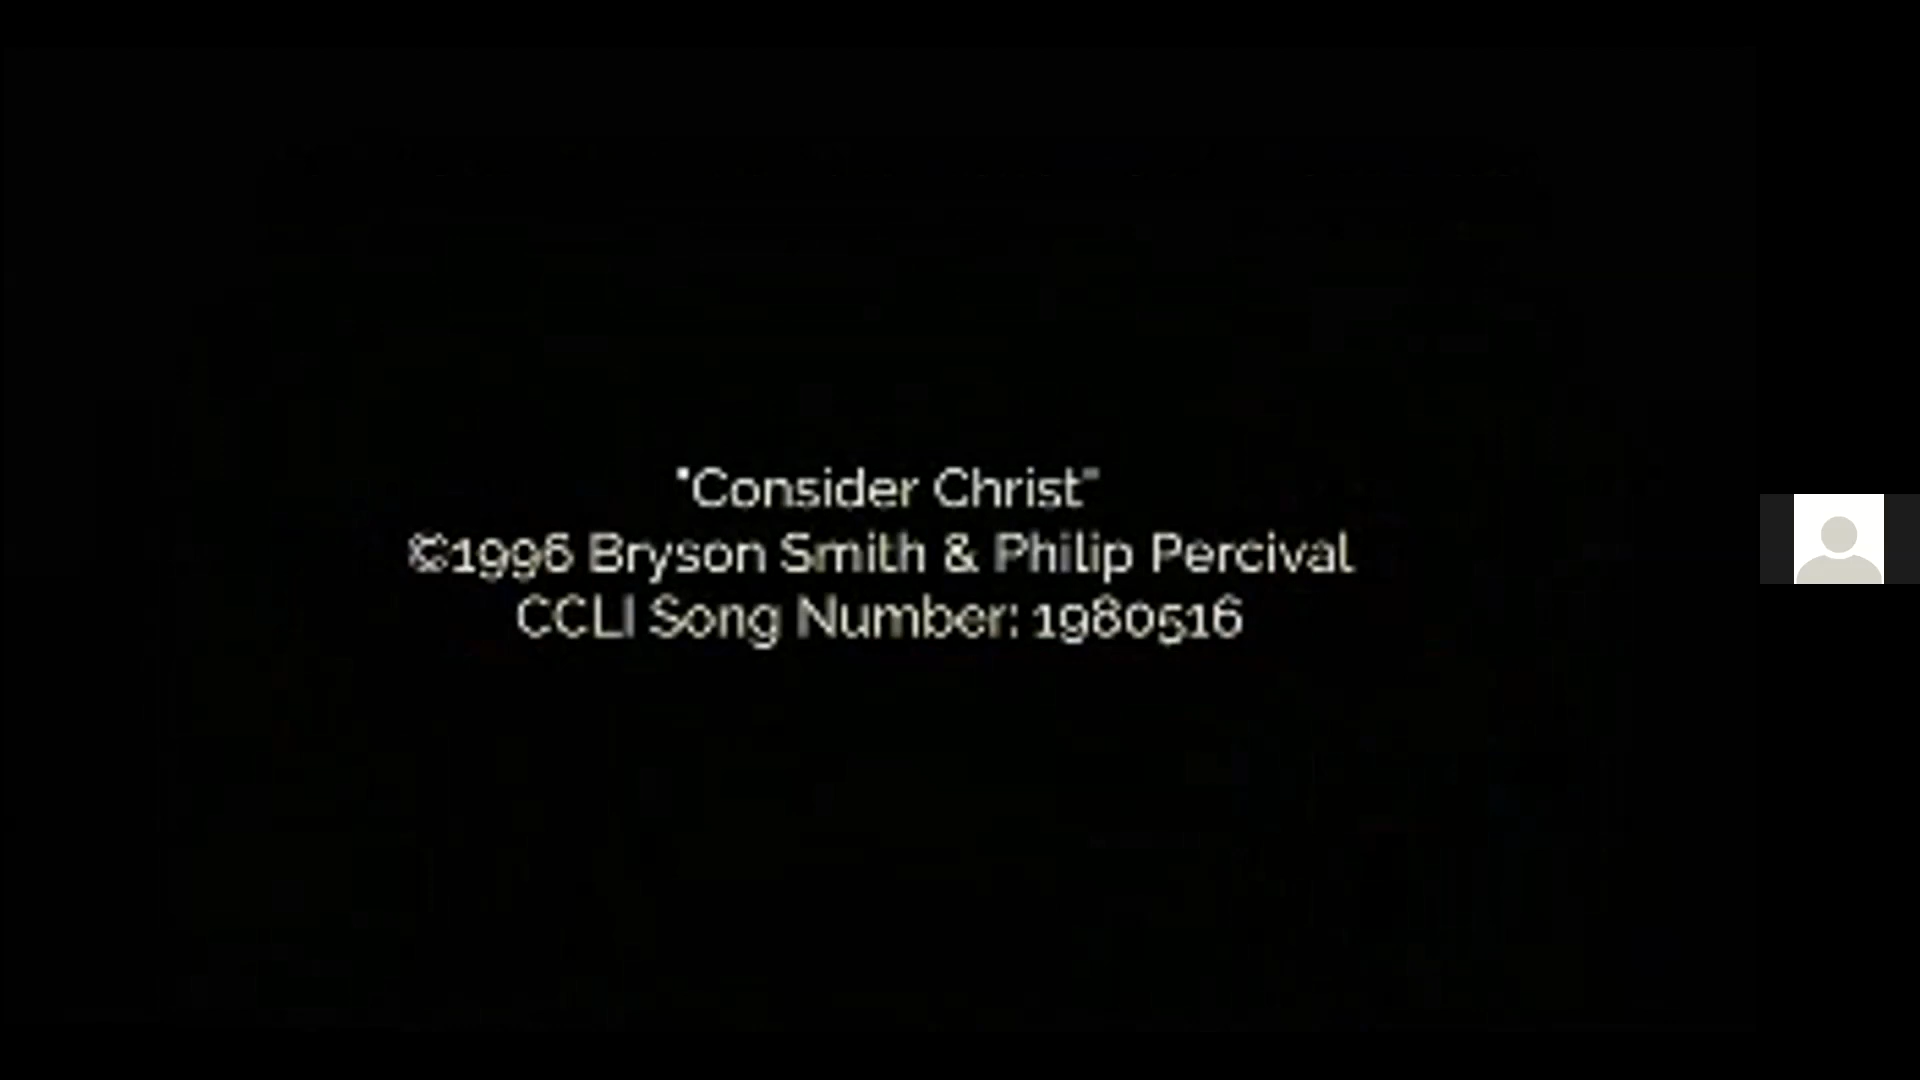 "Consider Christ"
©1996 Bryson Smith & Philip Percival
CCLI Song Number: 1980516